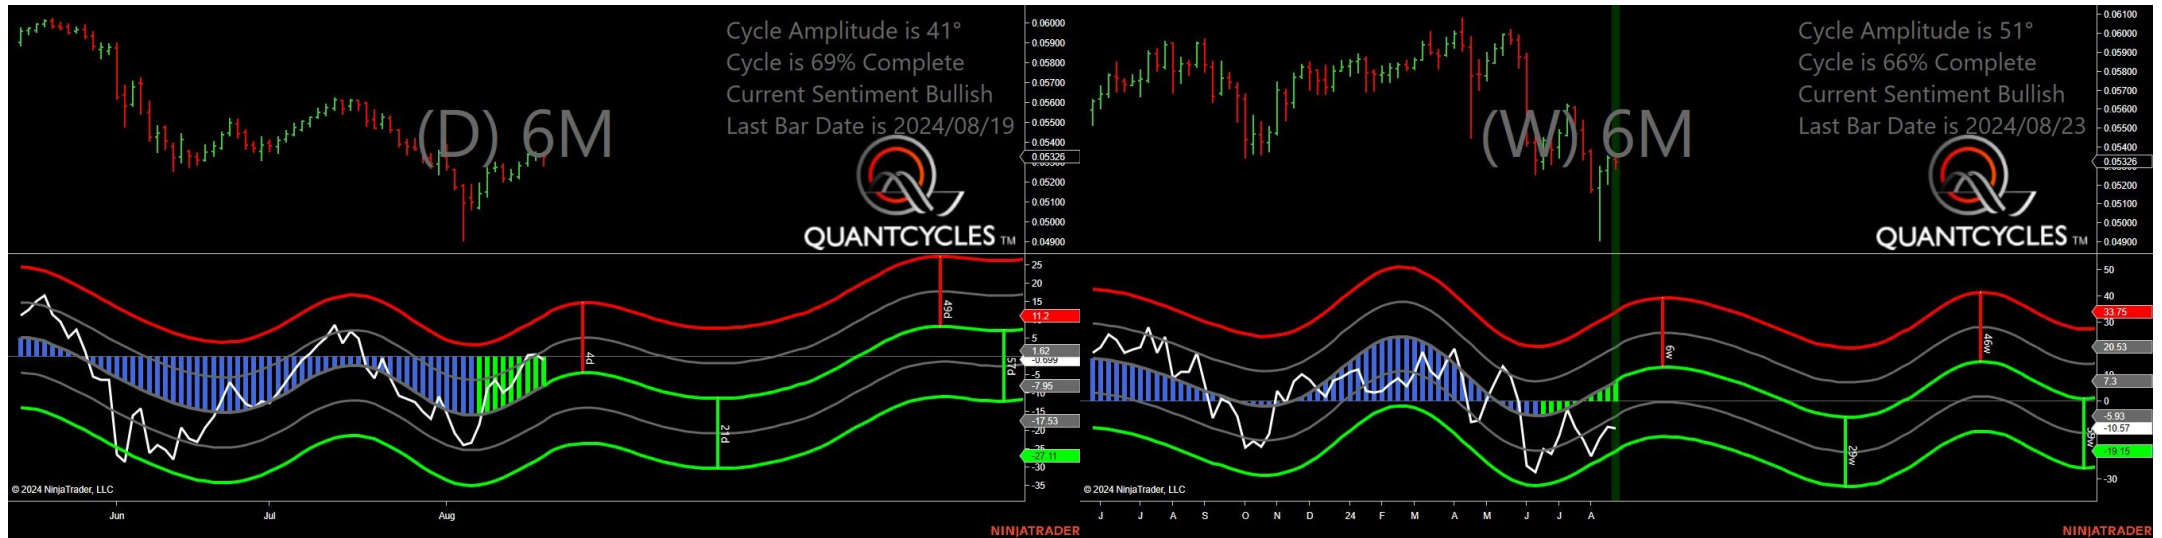 Cycle Amplitude is 41°
Cycle is 69% Complete
Current Sentiment Bullish
Last Bar Date is 2024/08/19
(D) 6M
QUANTCYCLES TM
0.06000
0.05900
0.05800
0.05700
0.05600
0.05500
0.05400
0.05326
0.05200
0.05100
0.05000
0.04900
25
20
15
11.2
5
1.62
-0.699
-5
-7.95
-10
-15
-17.53
-20
-27.11
-30
-35
4d
21d
49d
57d
© 2024 NinjaTrader, LLC
Jun Jul Aug
NINJATRADER
Cycle Amplitude is 51°
Cycle is 66% Complete
Current Sentiment Bullish
Last Bar Date is 2024/08/23
(W) 6M
QUANTCYCLES TM
0.06100
0.06000
0.05900
0.05800
0.05700
0.05600
0.05500
0.05400
0.05326
0.05200
0.05100
0.05000
0.04900
50
40
33.75
30
20.53
10
7.3
0
-5.93
-10.57
-19.15
-30
6w
29w
46w
59w
© 2024 NinjaTrader, LLC
J J A S O N D 24 F M A M J J A
NINJATRADER